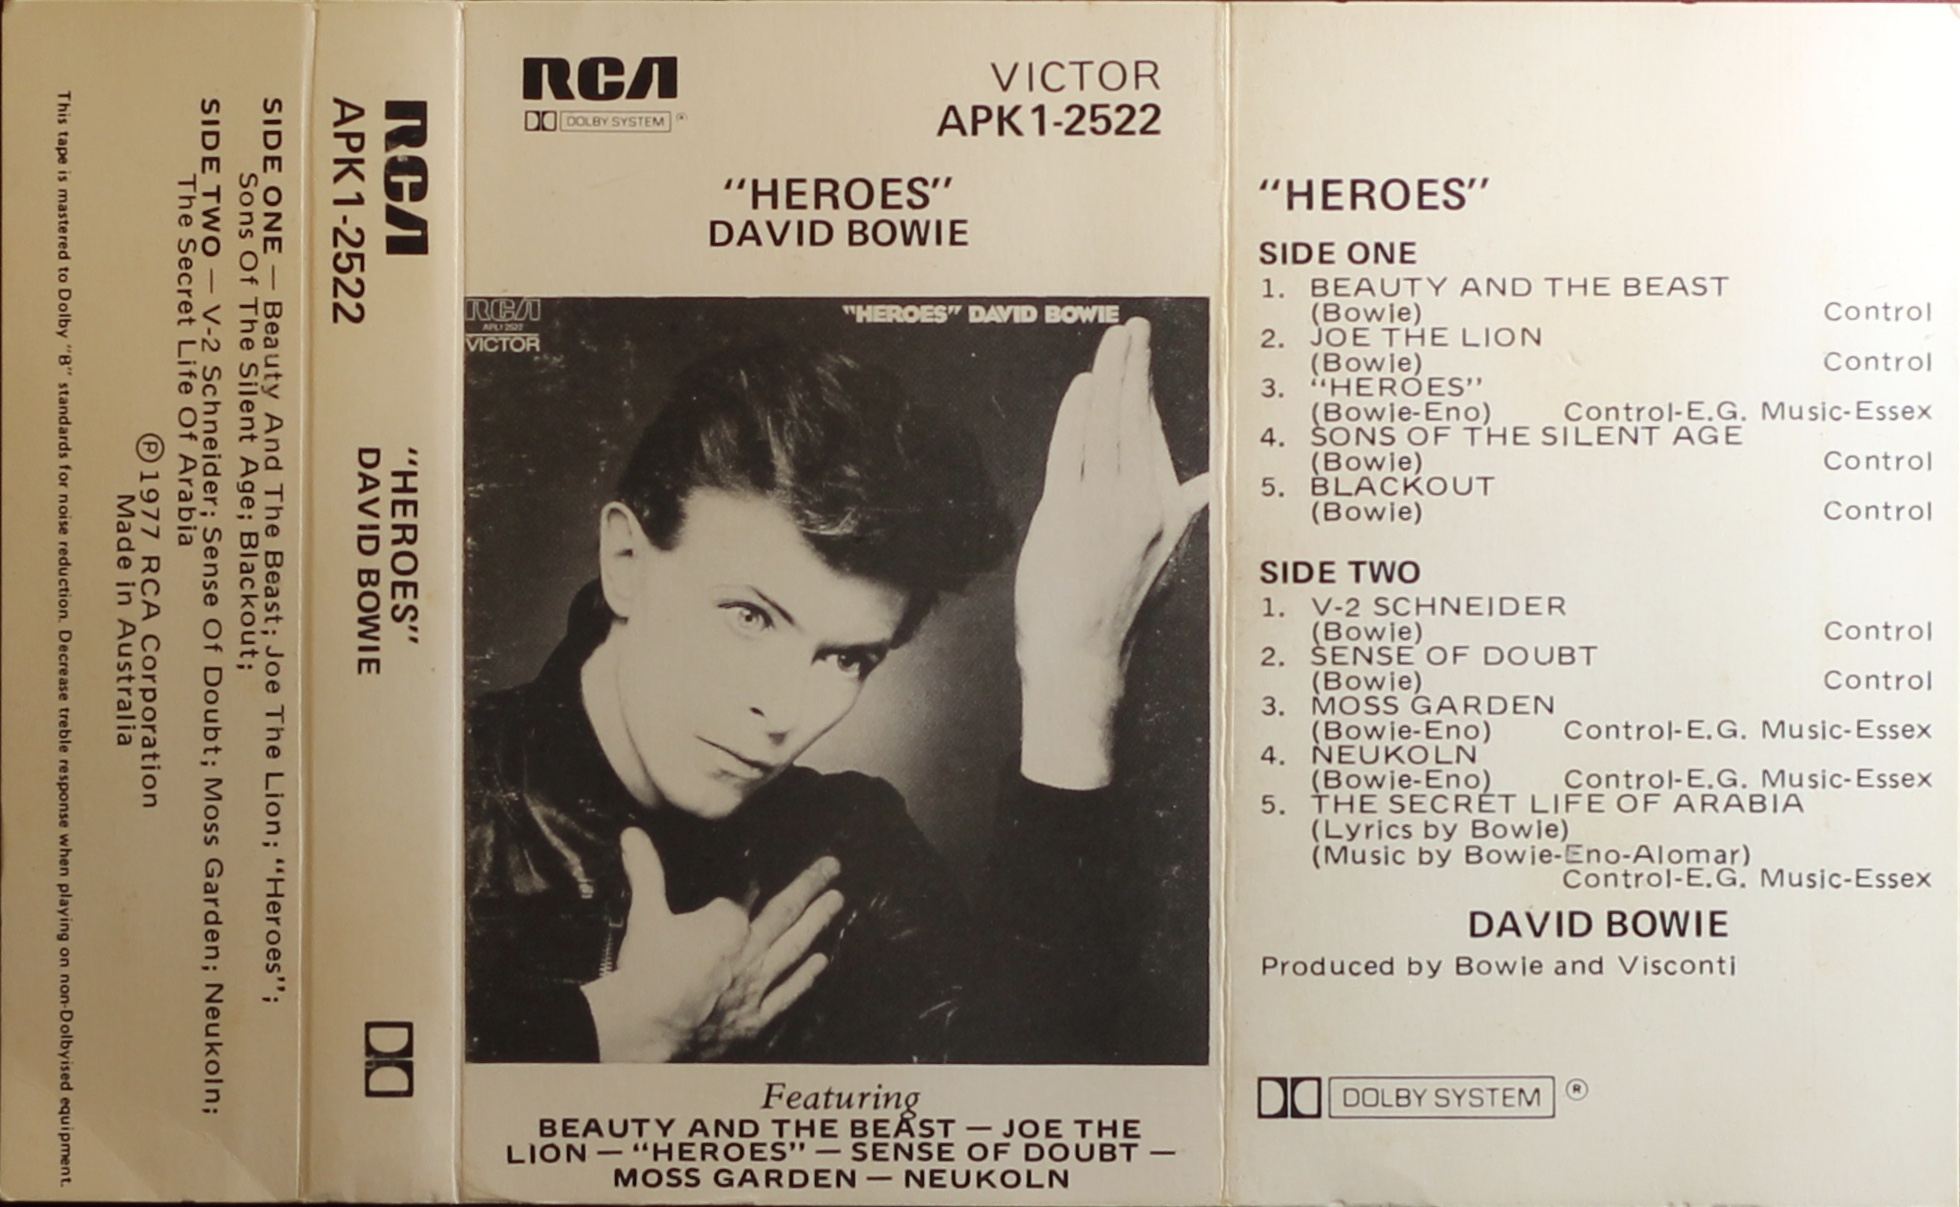 This tape is mastered to Dolby "B" standards for noise reduction. Decrease treble response when playing on non-Dolbyised equipment.
SIDE ONE — Beauty And The Beast; Joe The Lion; "Heroes";
Sons Of The Silent Age; Blackout;
SIDE TWO — V-2 Schneider; Sense Of Doubt; Moss Garden; Neukoln;
The Secret Life Of Arabia
Ⓟ1977 RCA Corporation
Made in Australia
RCA
APK1-2522
"HEROES"
DAVID BOWIE
RCA
DOLBY SYSTEM ®
VICTOR
APK1-2522
"HEROES"
DAVID BOWIE
RCA
APL1 2522
VICTOR
"HEROES" DAVID BOWIE
Featuring
BEAUTY AND THE BEAST — JOE THE
LION — "HEROES" — SENSE OF DOUBT —
MOSS GARDEN — NEUKOLN
"HEROES"
SIDE ONE
1. BEAUTY AND THE BEAST
(Bowie) Control
2. JOE THE LION
(Bowie) Control
3. "HEROES"
(Bowie-Eno) Control-E.G. Music-Essex
4. SONS OF THE SILENT AGE
(Bowie) Control
5. BLACKOUT
(Bowie) Control
SIDE TWO
1. V-2 SCHNEIDER
(Bowie) Control
2. SENSE OF DOUBT
(Bowie) Control
3. MOSS GARDEN
(Bowie-Eno) Control-E.G. Music-Essex
4. NEUKOLN
(Bowie-Eno) Control-E.G. Music-Essex
5. THE SECRET LIFE OF ARABIA
(Lyrics by Bowie)
(Music by Bowie-Eno-Alomar)
Control-E.G. Music-Essex
DAVID BOWIE
Produced by Bowie and Visconti
DOLBY SYSTEM ®